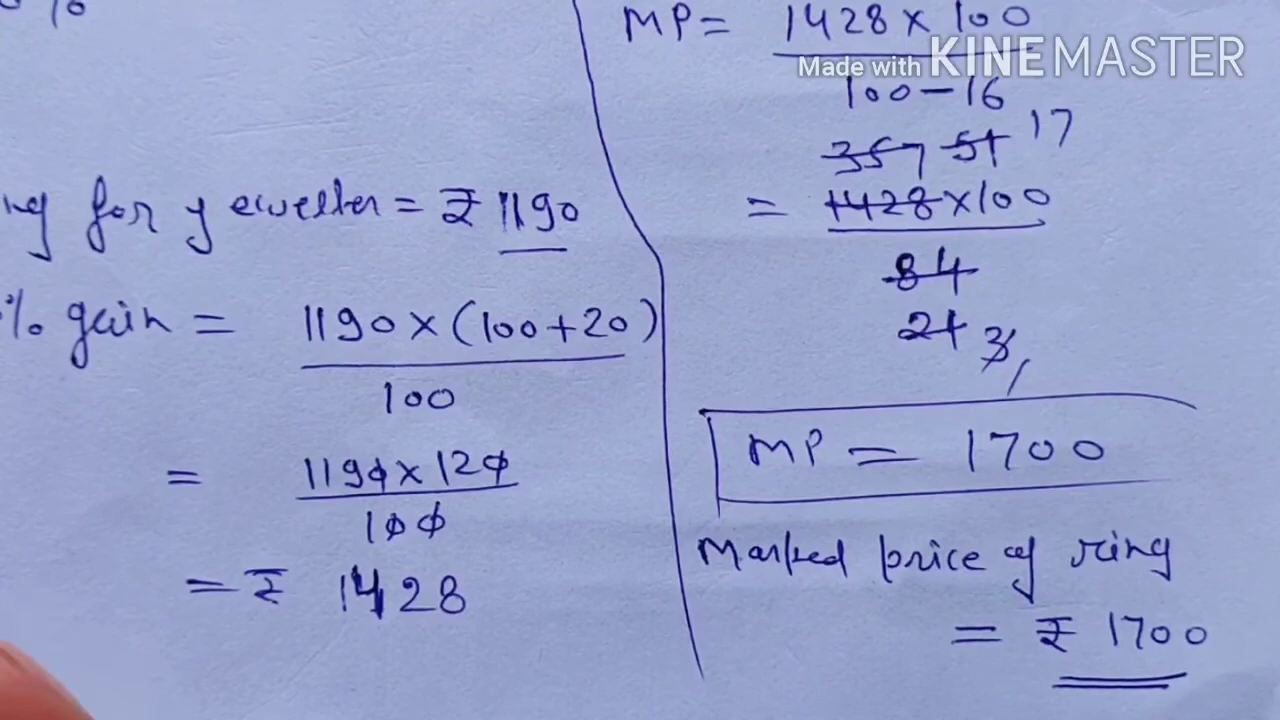 %
ng for jeweller = ₹ 1190
% gain = 1190 × (100+20)
100
= 1190 × 120
100
= ₹ 1428
MP = 1428 × 100
Made with KINEMASTER
100 - 16
357 51 17
= 1428 × 100
84
21 3
MP = 1700
Marked price of ring
= ₹ 1700